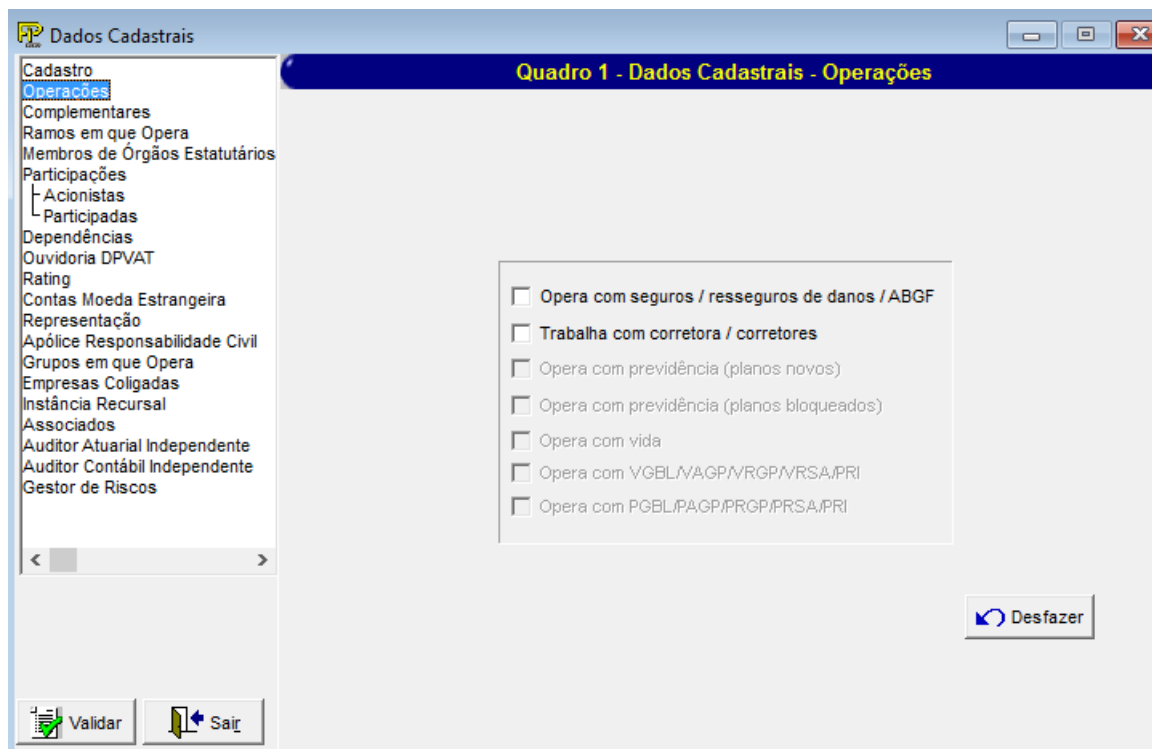 Dados Cadastrais
Cadastro
Operações
Complementares
Ramos em que Opera
Membros de Órgãos Estatutários
Participações
Acionistas
Participadas
Dependências
Ouvidoria DPVAT
Rating
Contas Moeda Estrangeira
Representação
Apólice Responsabilidade Civil
Grupos em que Opera
Empresas Coligadas
Instância Recursal
Associados
Auditor Atuarial Independente
Auditor Contábil Independente
Gestor de Riscos
Validar
Sair
Quadro 1 - Dados Cadastrais - Operações
Opera com seguros / resseguros de danos / ABGF
Trabalha com corretora / corretores
Opera com previdência (planos novos)
Opera com previdência (planos bloqueados)
Opera com vida
Opera com VGBL/VAGP/VRGP/VRSA/PRI
Opera com PGBL/PAGP/PRGP/PRSA/PRI
Desfazer